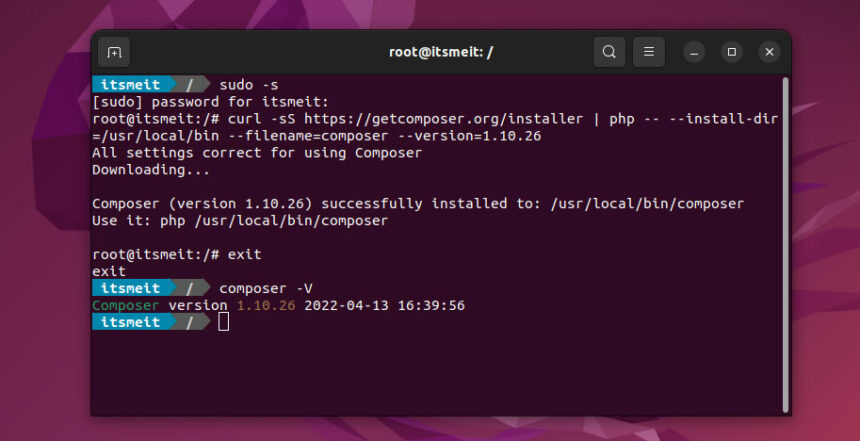 root@itsmeit: /
itsmeit / sudo -s
[sudo] password for itsmeit:
root@itsmeit:/# curl -sS https://getcomposer.org/installer | php -- --install-dir
=/usr/local/bin --filename=composer --version=1.10.26
All settings correct for using Composer
Downloading...
Composer (version 1.10.26) successfully installed to: /usr/local/bin/composer
Use it: php /usr/local/bin/composer
root@itsmeit:/# exit
exit
itsmeit / composer -V
Composer version 1.10.26 2022-04-13 16:39:56
itsmeit /